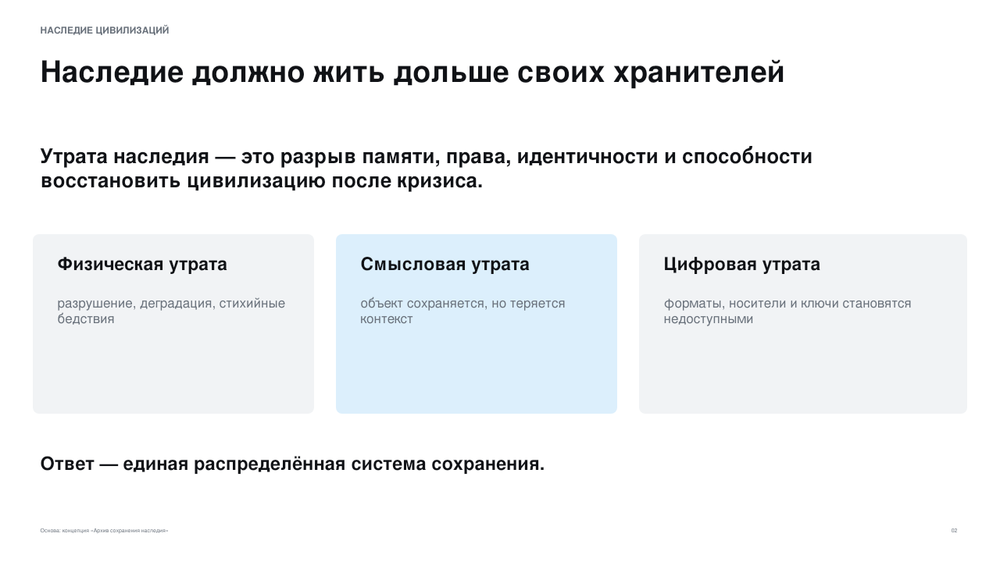 НАСЛЕДИЕ ЦИВИЛИЗАЦИЙ
Наследие должно жить дольше своих хранителей
Утрата наследия — это разрыв памяти, права, идентичности и способности
восстановить цивилизацию после кризиса.
Физическая утрата
разрушение, деградация, стихийные
бедствия
Смысловая утрата
объект сохраняется, но теряется
контекст
Цифровая утрата
форматы, носители и ключи становятся
недоступными
Ответ — единая распределённая система сохранения.
Основа: концепция «Архив сохранения наследия»
02